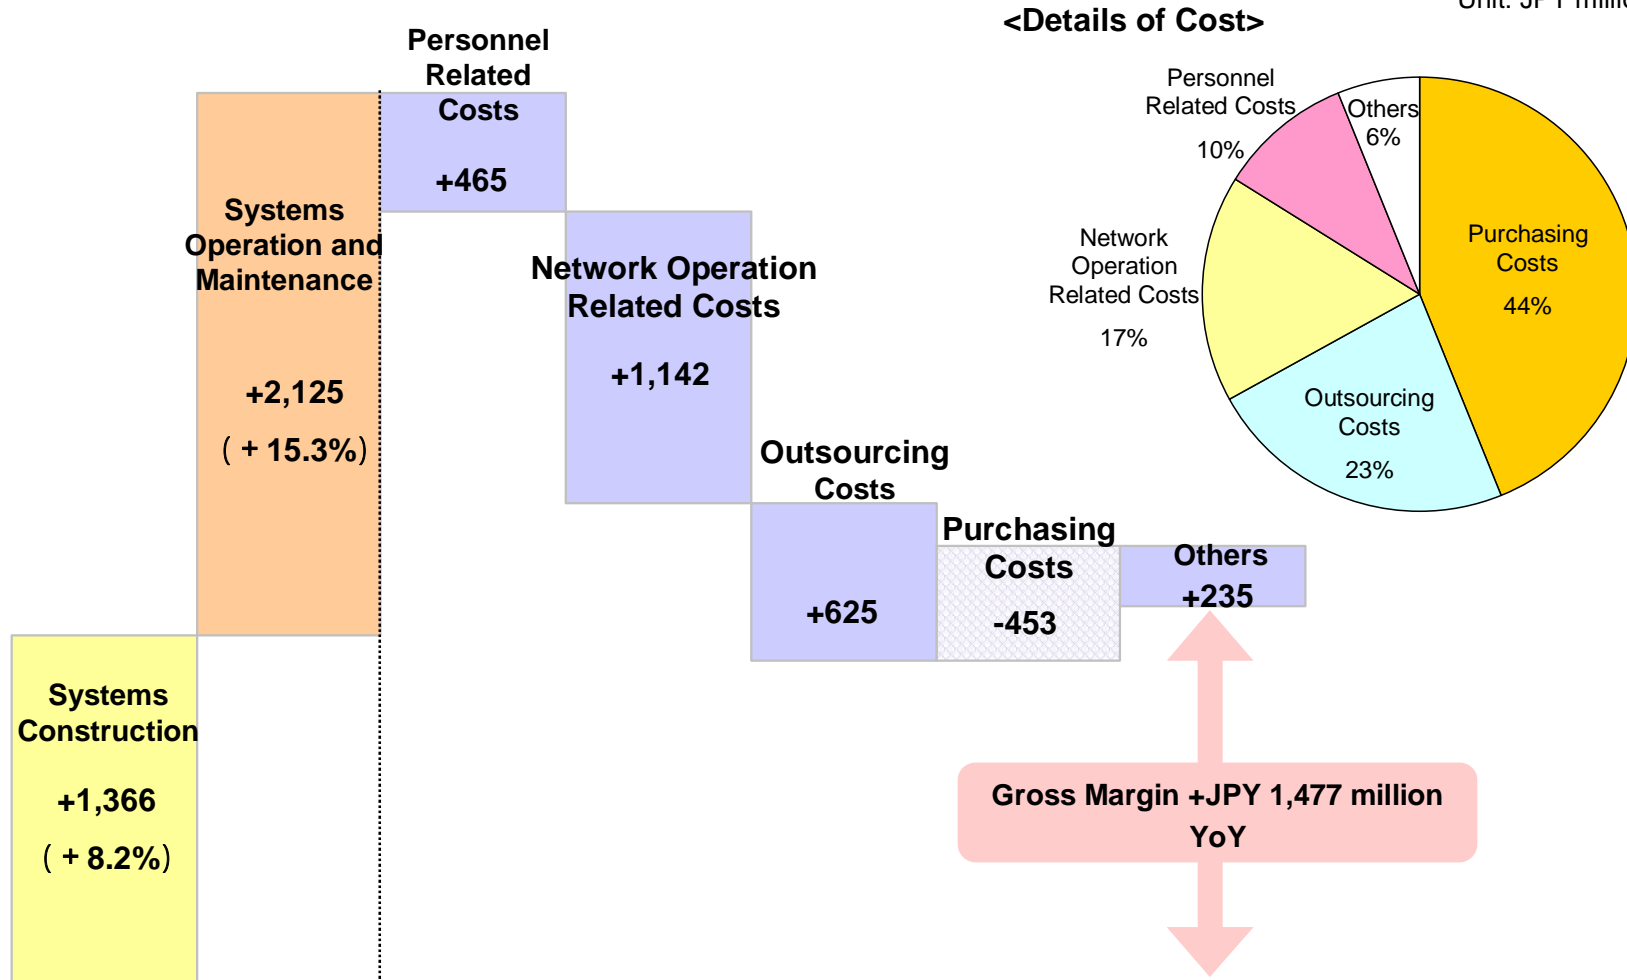 <Details of Cost>
Personnel
Related
Costs
+465
Systems
Operation and
Maintenance
+2,125
( + 15.3%)
Network Operation
Related Costs
+1,142
Outsourcing
Costs
+625
Purchasing
Costs
-453
Others
+235
Systems
Construction
+1,366
( + 8.2%)
Gross Margin +JPY 1,477 million
YoY
Personnel
Related Costs
10%
Others
6%
Purchasing
Costs
44%
Network
Operation
Related Costs
17%
Outsourcing
Costs
23%